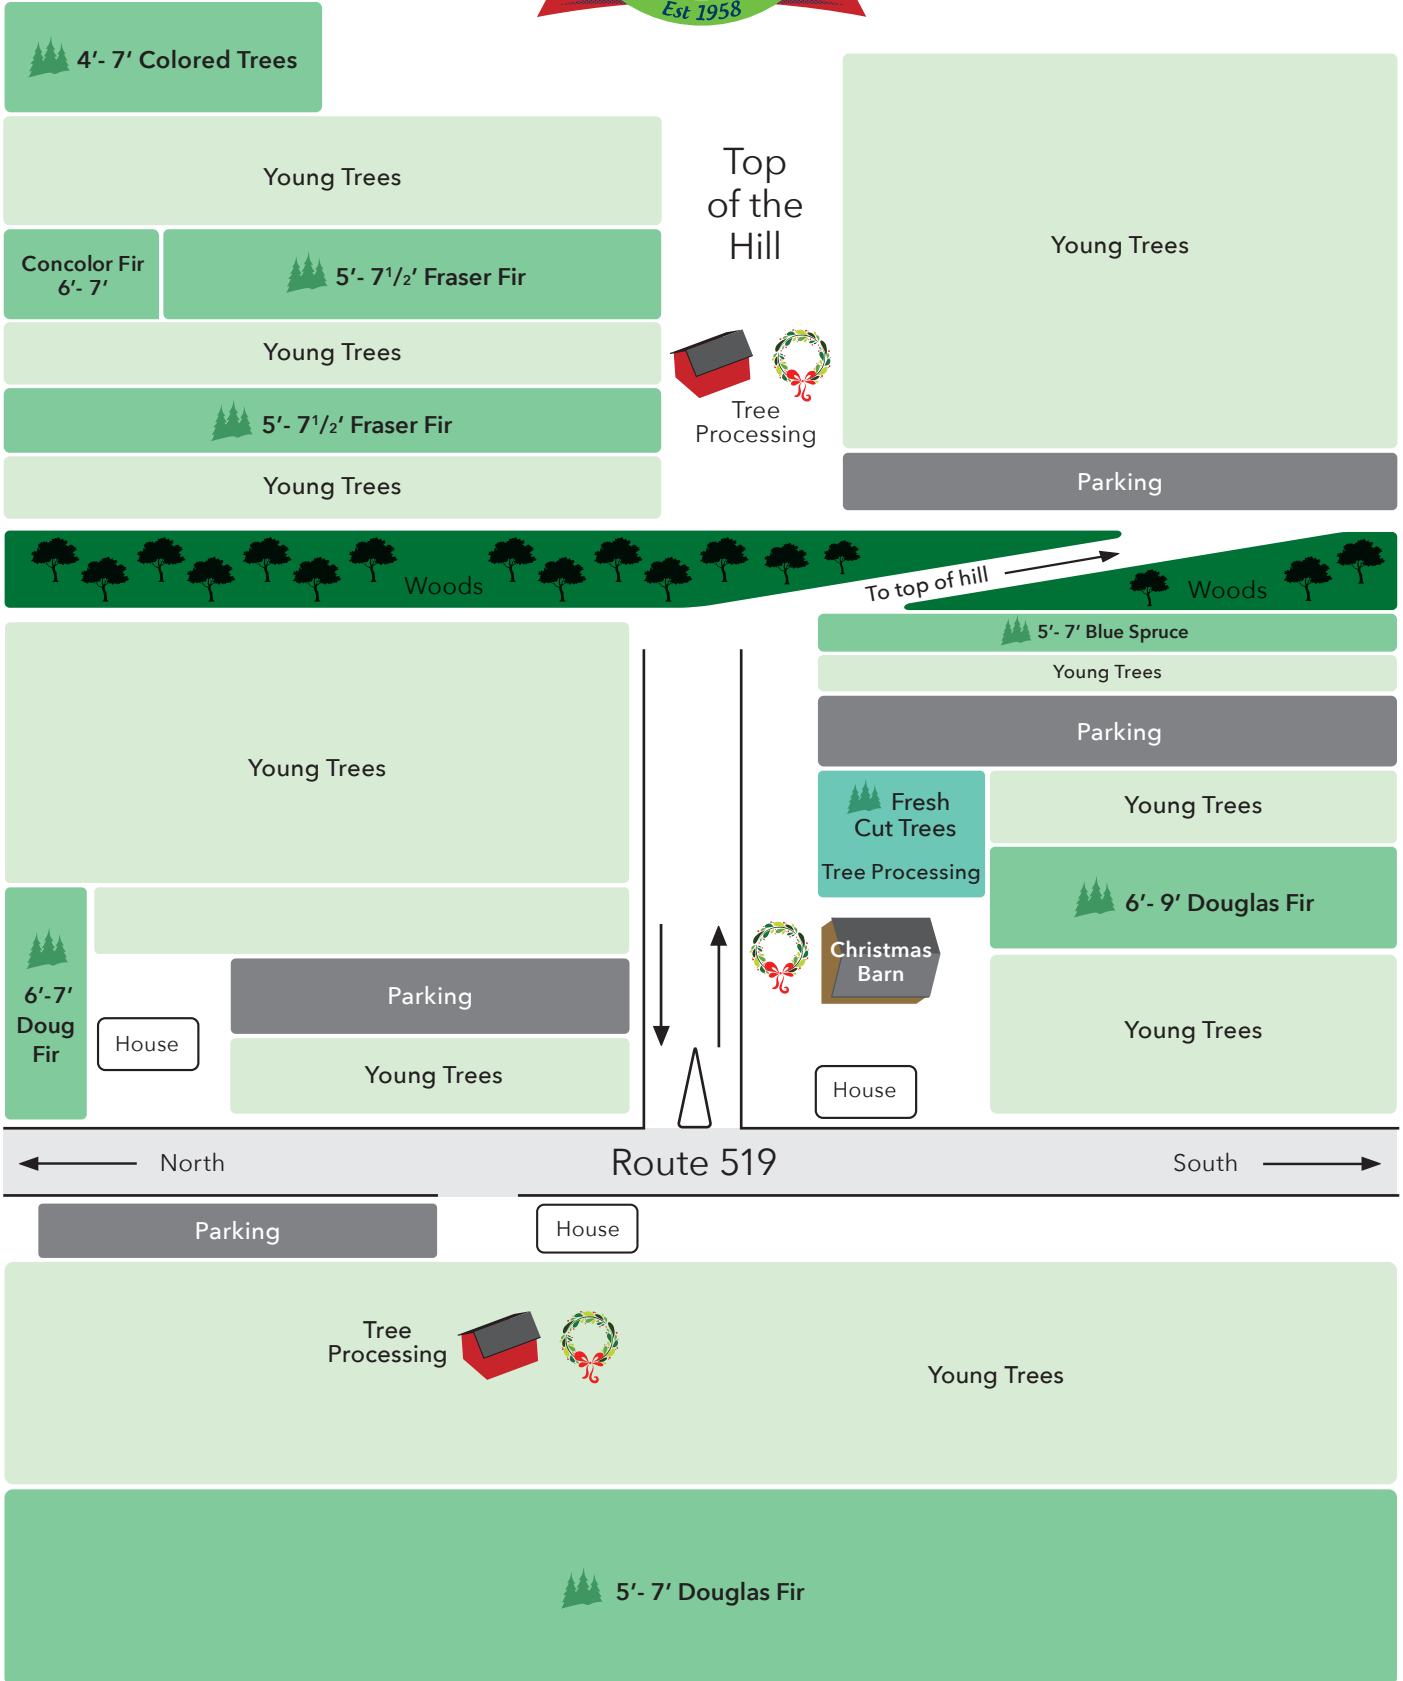 Est 1958
4′- 7′ Colored Trees
Young Trees
Top
of the
Hill
Young Trees
Concolor Fir
6′- 7′
5′- 7 1/2′ Fraser Fir
Young Trees
Tree
Processing
5′- 7 1/2′ Fraser Fir
Young Trees
Parking
Woods
To top of hill
Woods
5′- 7′ Blue Spruce
Young Trees
Parking
Young Trees
Fresh
Cut Trees
Tree Processing
Young Trees
6′- 9′ Douglas Fir
Christmas
Barn
6′-7′
Doug
Fir
Parking
House
Young Trees
Young Trees
House
North
Route 519
South
Parking
House
Tree
Processing
Young Trees
5′- 7′ Douglas Fir